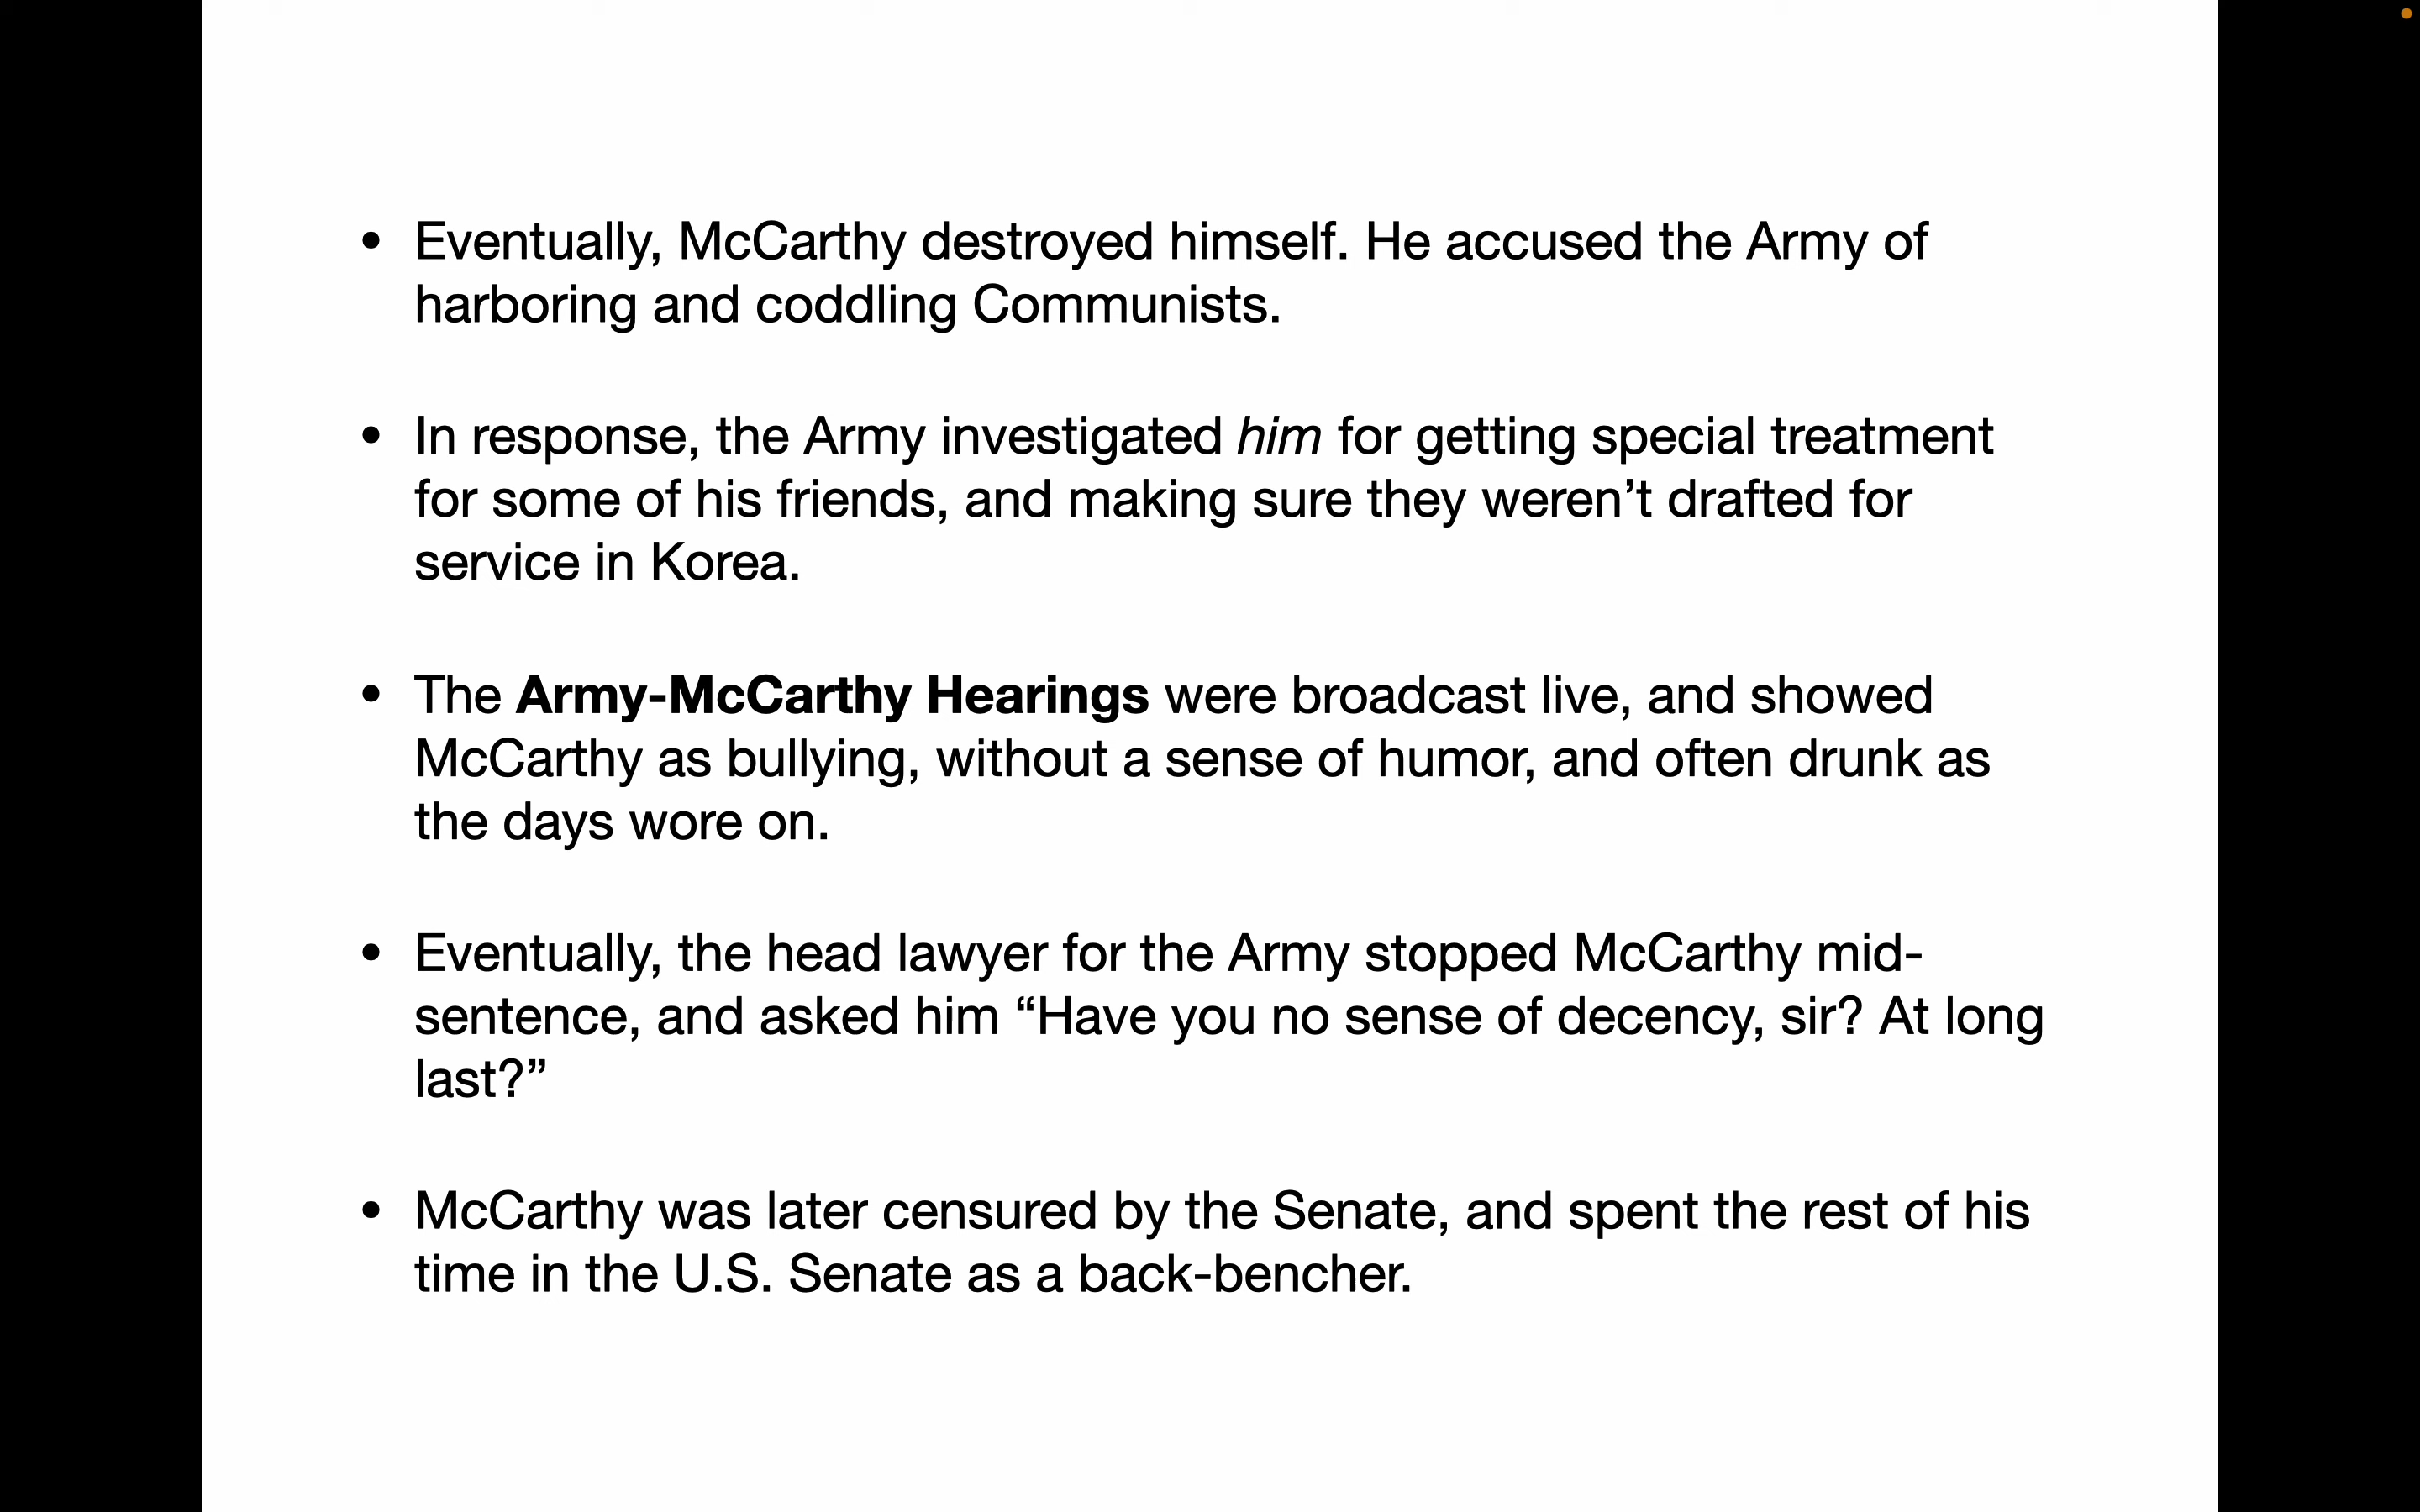 • Eventually, McCarthy destroyed himself. He accused the Army of
harboring and coddling Communists.
• In response, the Army investigated him for getting special treatment
for some of his friends, and making sure they weren’t drafted for
service in Korea.
• The Army-McCarthy Hearings were broadcast live, and showed
McCarthy as bullying, without a sense of humor, and often drunk as
the days wore on.
• Eventually, the head lawyer for the Army stopped McCarthy mid-
sentence, and asked him “Have you no sense of decency, sir? At long
last?”
• McCarthy was later censured by the Senate, and spent the rest of his
time in the U.S. Senate as a back-bencher.